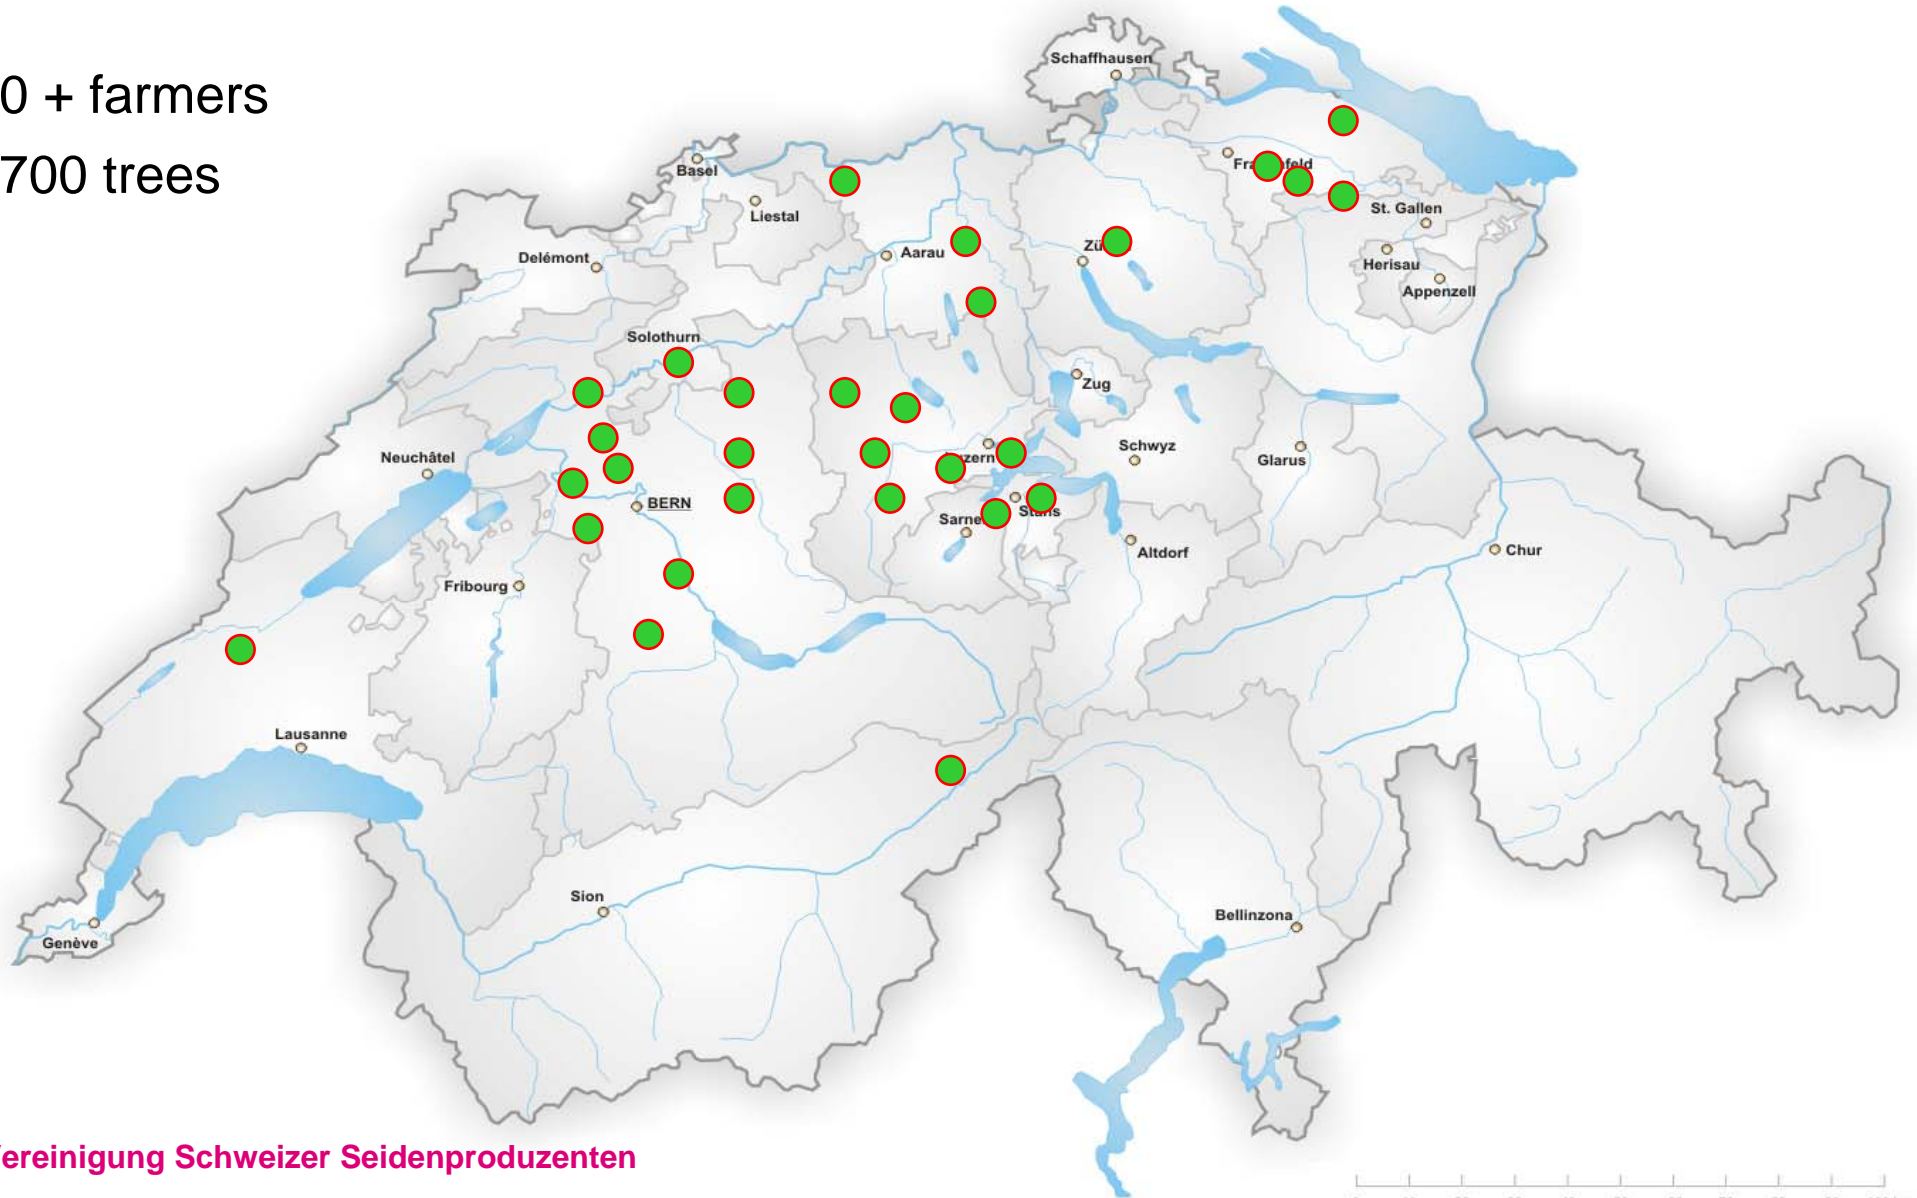 0 + farmers
700 trees
Schaffhausen
Basel
Liestal
Delémont
Aarau
St. Gallen
Herisau
Appenzell
Solothurn
Zug
Neuchâtel
Schwyz
Glarus
BERN
Altdorf
Chur
Fribourg
Lausanne
Sion
Bellinzona
Genève
ereinigung Schweizer Seidenproduzenten